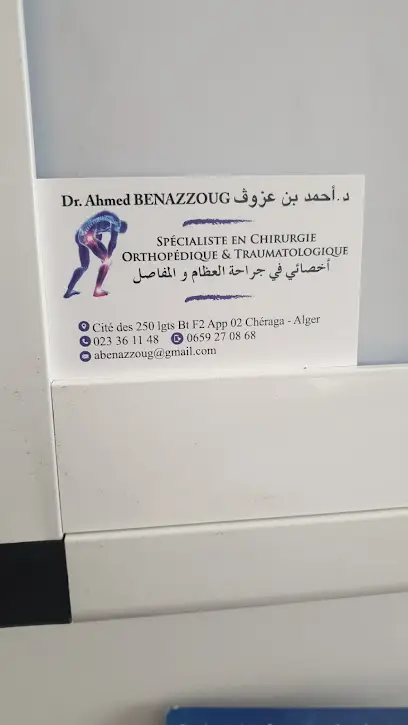 Dr. Ahmed BENAZZOUG د. أحمد بن عزوڤ
SPÉCIALISTE EN CHIRURGIE
ORTHOPÉDIQUE & TRAUMATOLOGIQUE
أخصائي في جراحة العظام و المفاصل
Cité des 250 lgts Bt F2 App 02 Chéraga - Alger
023 36 11 48 0659 27 08 68
abenazzoug@gmail.com